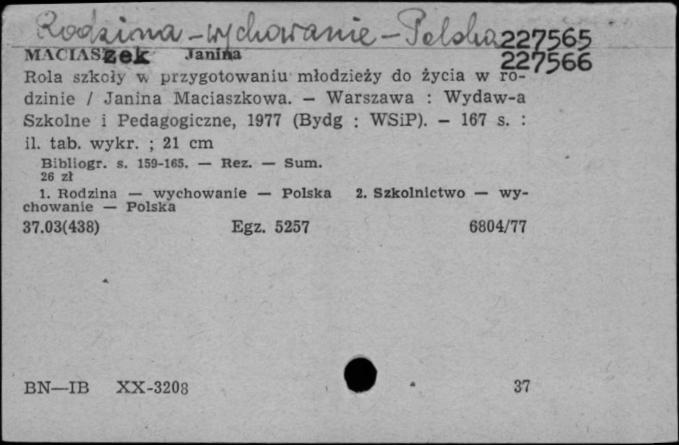 Rodzina - wychowanie - Polska
227565
MACIASzek Janina
227566
Rola szkoły w przygotowaniu młodzieży do życia w ro-
dzinie / Janina Maciaszkowa. — Warszawa : Wydaw-a
Szkolne i Pedagogiczne, 1977 (Bydg : WSiP). — 167 s. :
il. tab. wykr. ; 21 cm
Bibliogr. s. 159-165. — Rez. — Sum.
26 zł
1. Rodzina — wychowanie — Polska 2. Szkolnictwo — wy-
chowanie — Polska
37.03(438) Egz. 5257 6804/77
BN—IB XX-3208 37